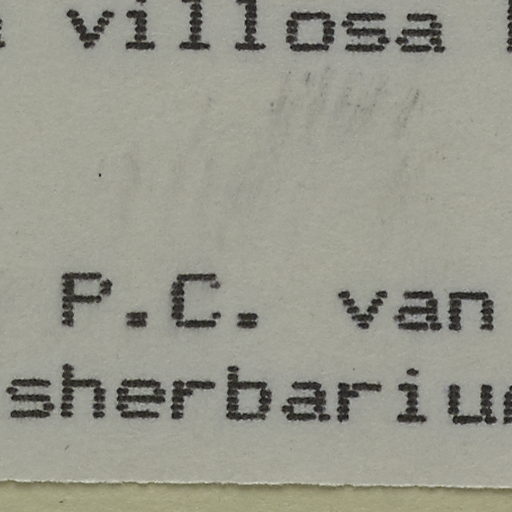 villosa
P.C. van
sherbarium